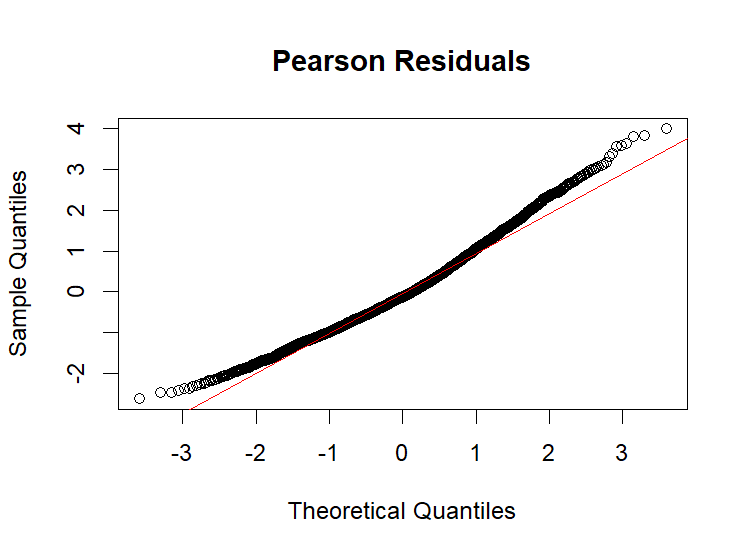 Pearson Residuals
4
3
2
1
0
-2
Sample Quantiles
-3 -2 -1 0 1 2 3
Theoretical Quantiles